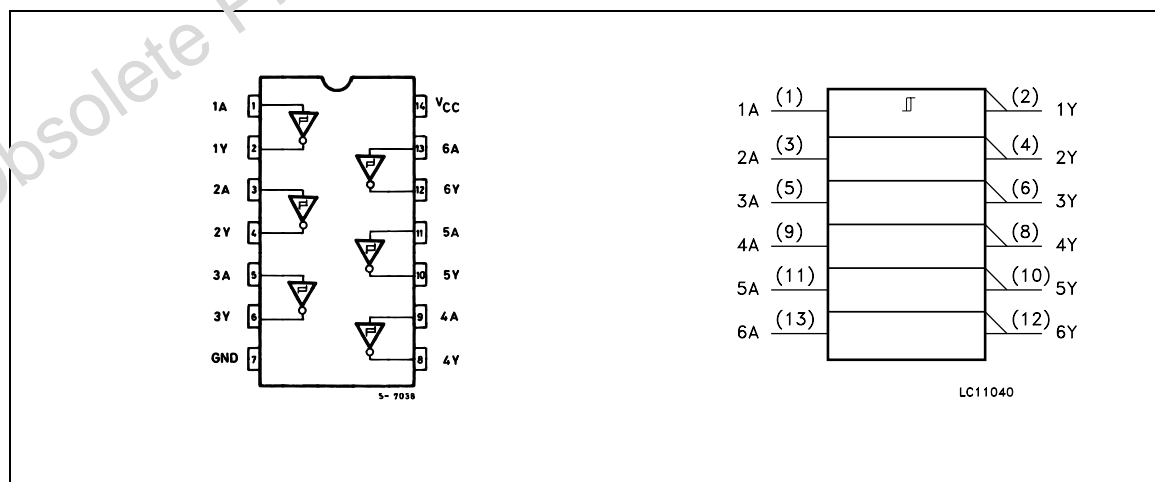 obsolete
1A 1 14 VCC
1Y 2 13 6A
2A 3 12 6Y
2Y 4 11 5A
3A 5 10 5Y
3Y 6 9 4A
GND 7 8 4Y
S- 7038
1A (1) (2) 1Y
2A (3) (4) 2Y
3A (5) (6) 3Y
4A (9) (8) 4Y
5A (11) (10) 5Y
6A (13) (12) 6Y
LC11040